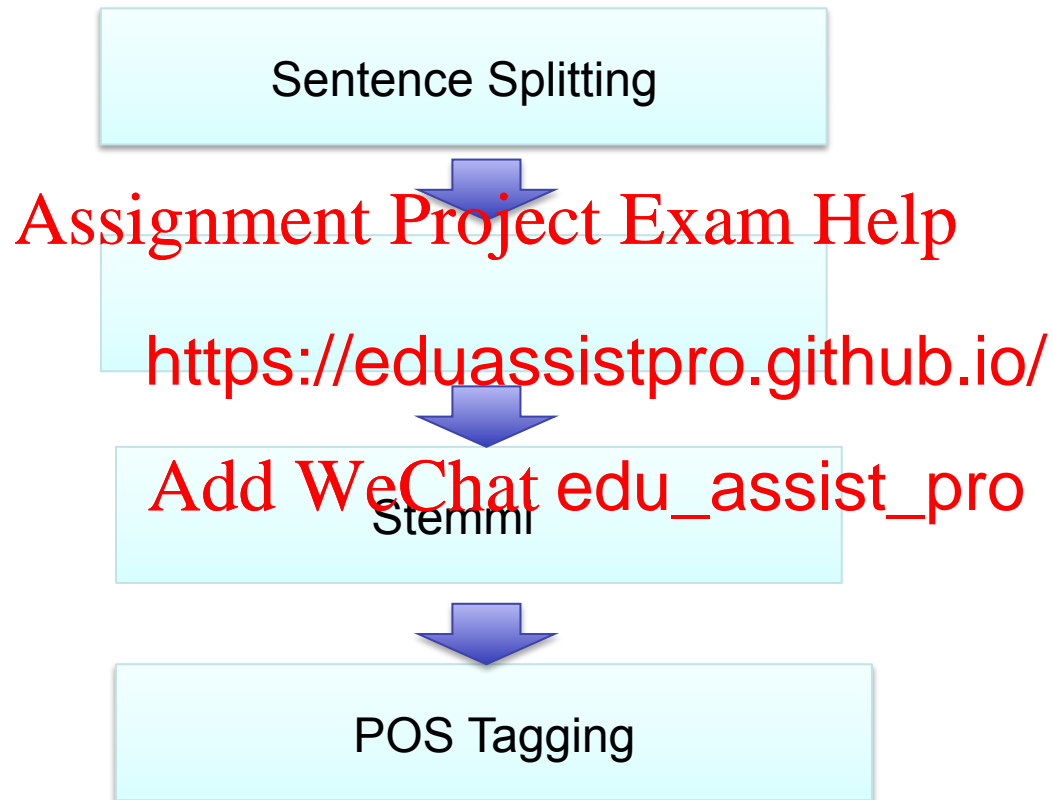 Sentence Splitting
Assignment Project Exam Help
https://eduassistpro.github.io/
Add WeChat edu_assist_pro
Stemmi
POS Tagging